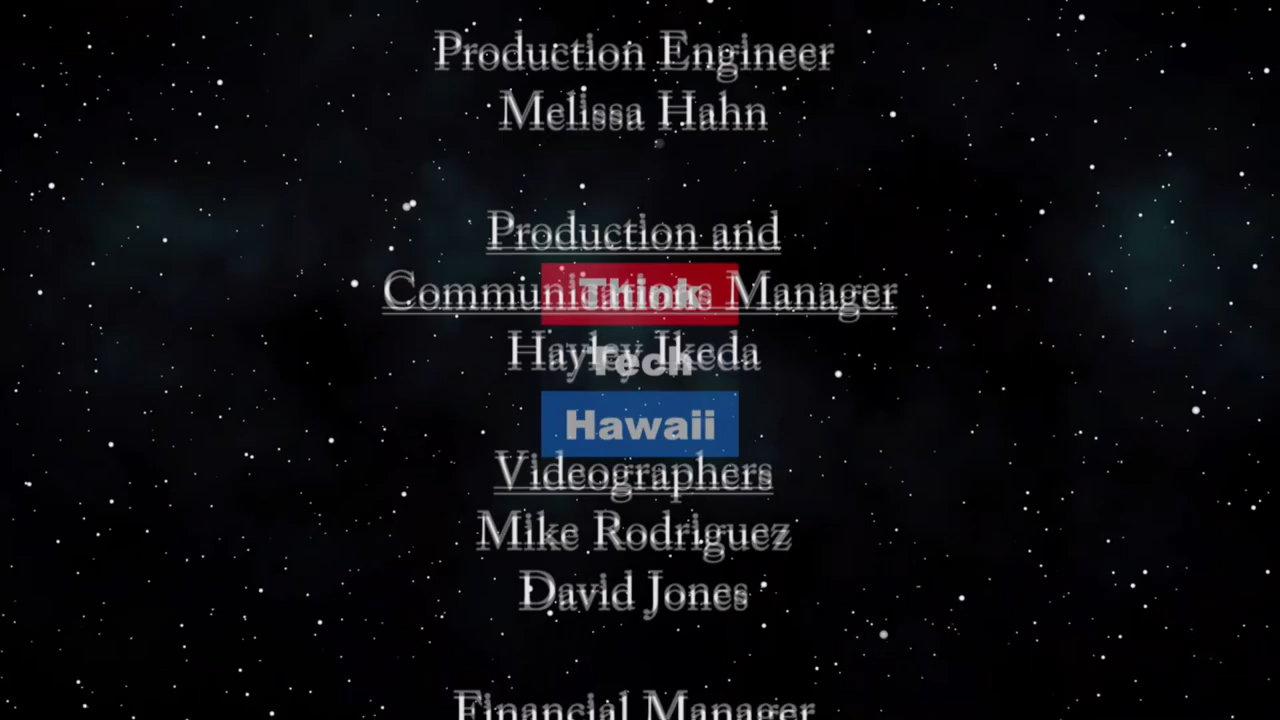 Production Engineer
Melissa Hahn
Production and
Communications Manager
Think
Hayley Ikeda
Tech
Hawaii
Videographers
Mike Rodriguez
David Jones
Financial Manager